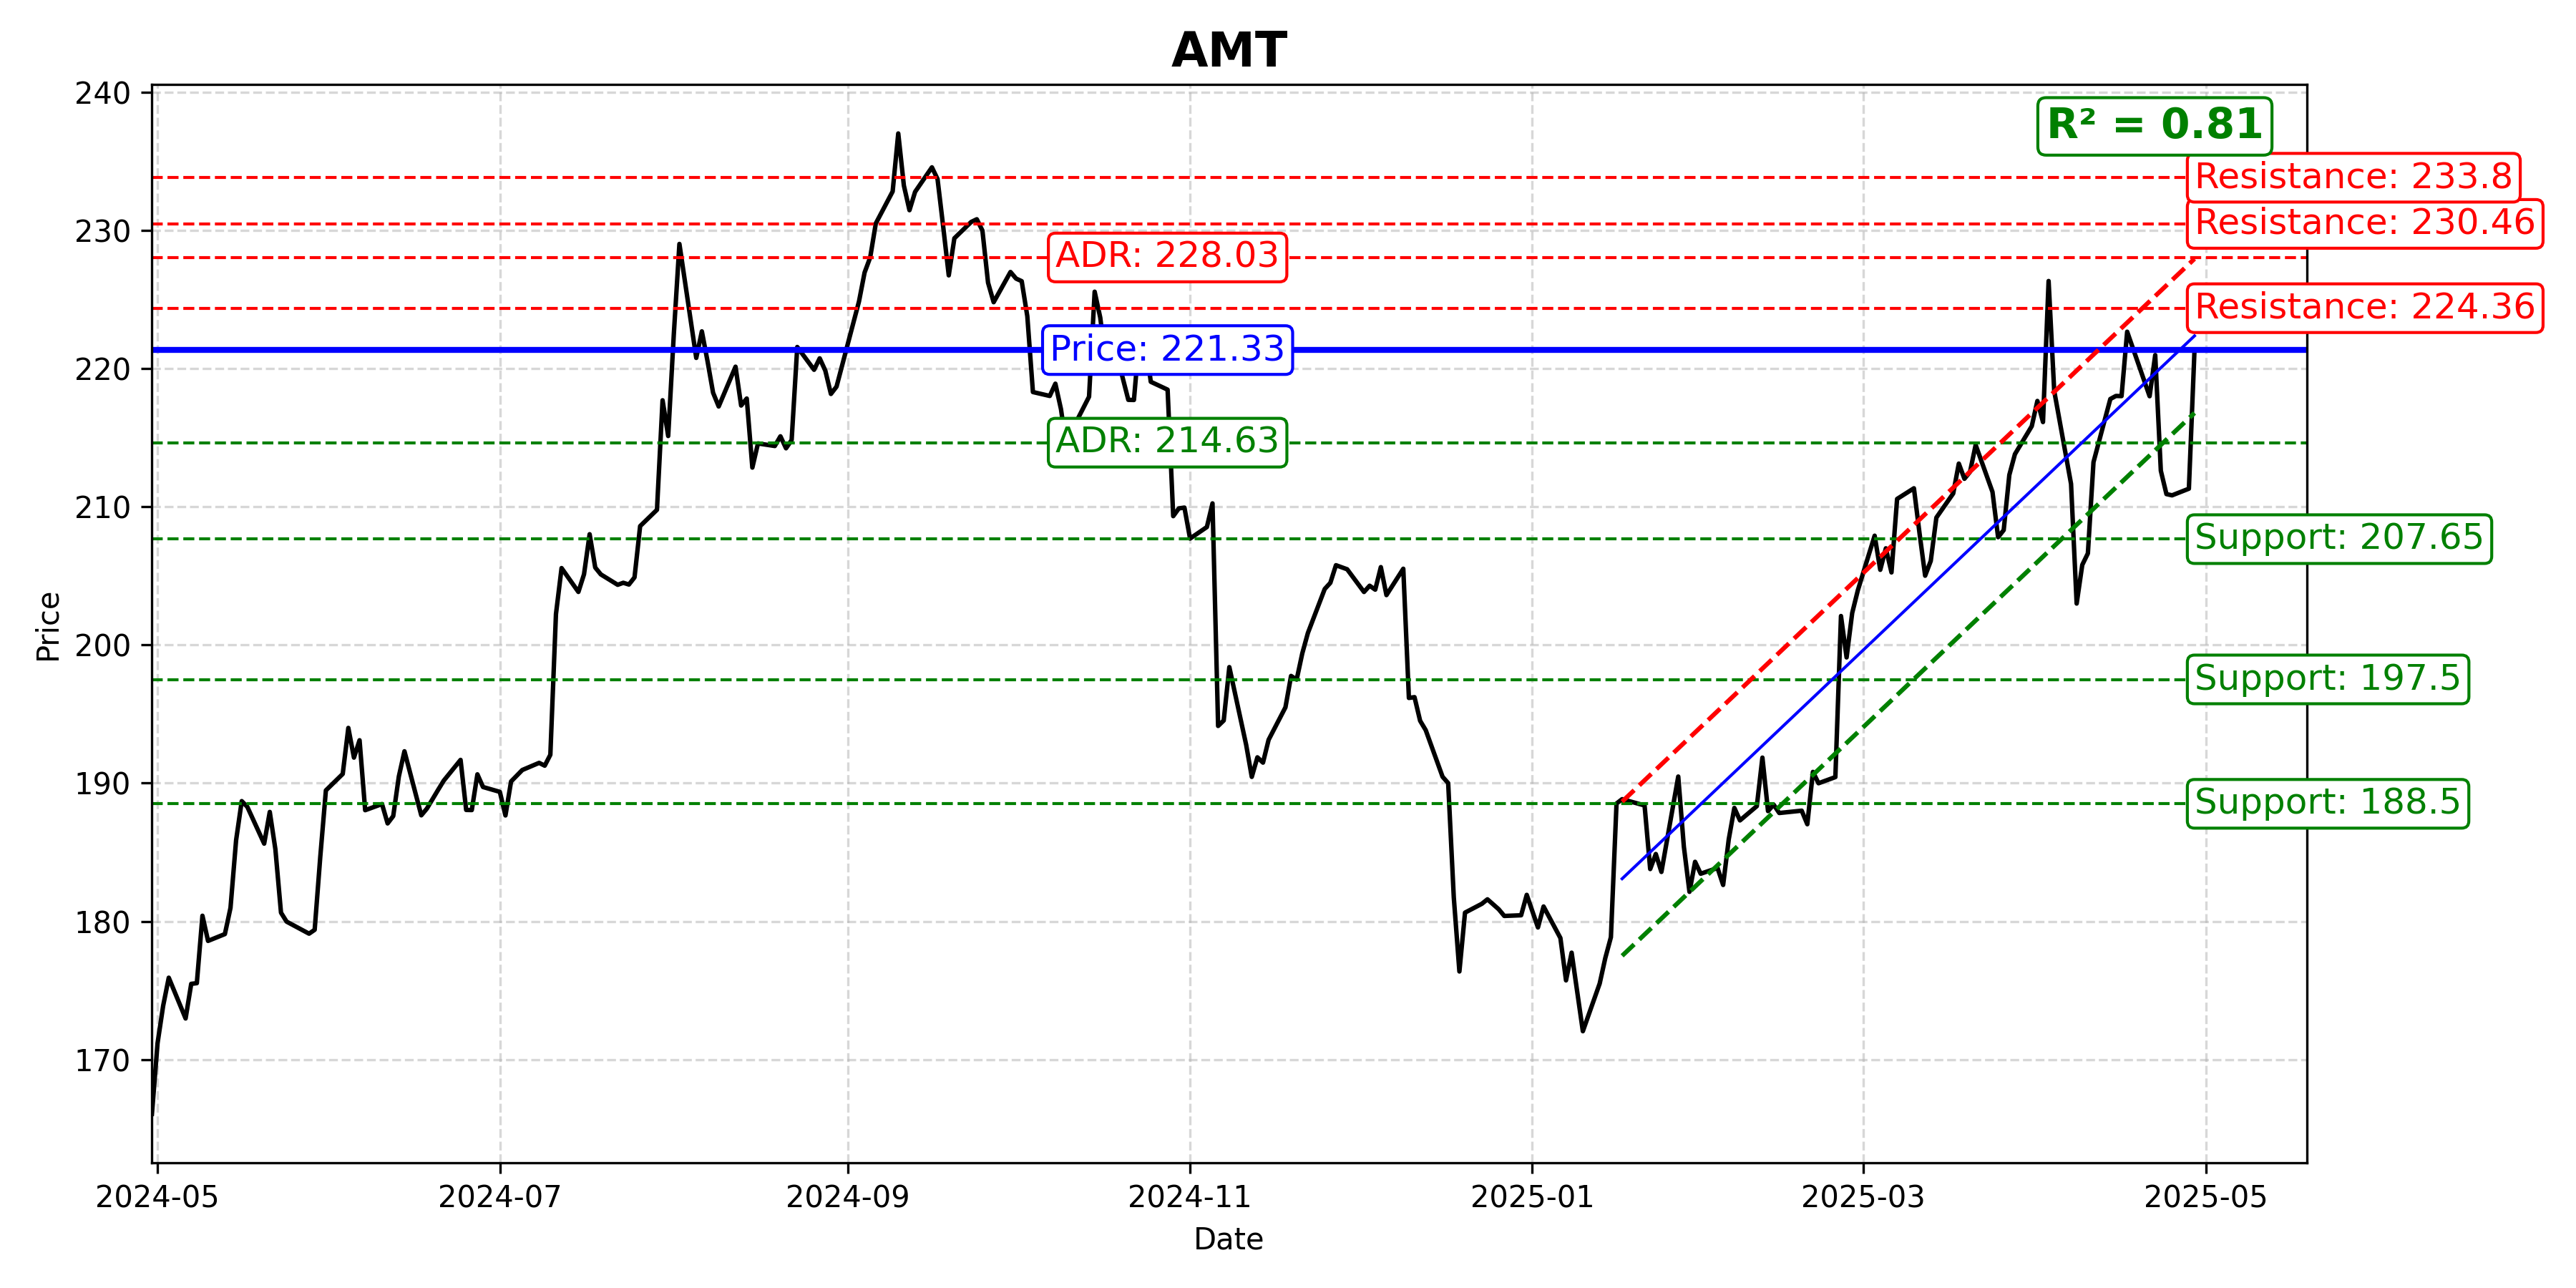 AMT
240
230
220
210
200
190
180
170
Price
R² = 0.81
Resistance: 233.8
Resistance: 230.46
ADR: 228.03
Resistance: 224.36
Price: 221.33
ADR: 214.63
Support: 207.65
Support: 197.5
Support: 188.5
2024-05
2024-07
2024-09
2024-11
2025-01
2025-03
2025-05
Date